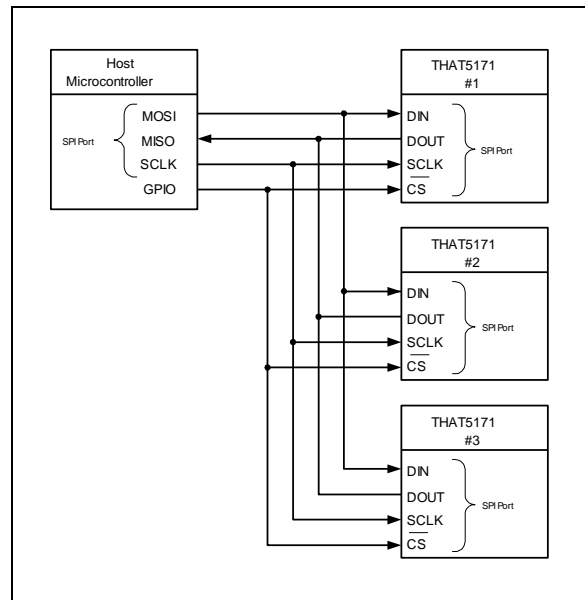 Host
Microcontroller
MOSI
MISO
SCLK
GPIO
SPI Port
THAT5171
#1
DIN
DOUT
SCLK
CS
SPI Port
THAT5171
#2
DIN
DOUT
SCLK
CS
SPI Port
THAT5171
#3
DIN
DOUT
SCLK
CS
SPI Port